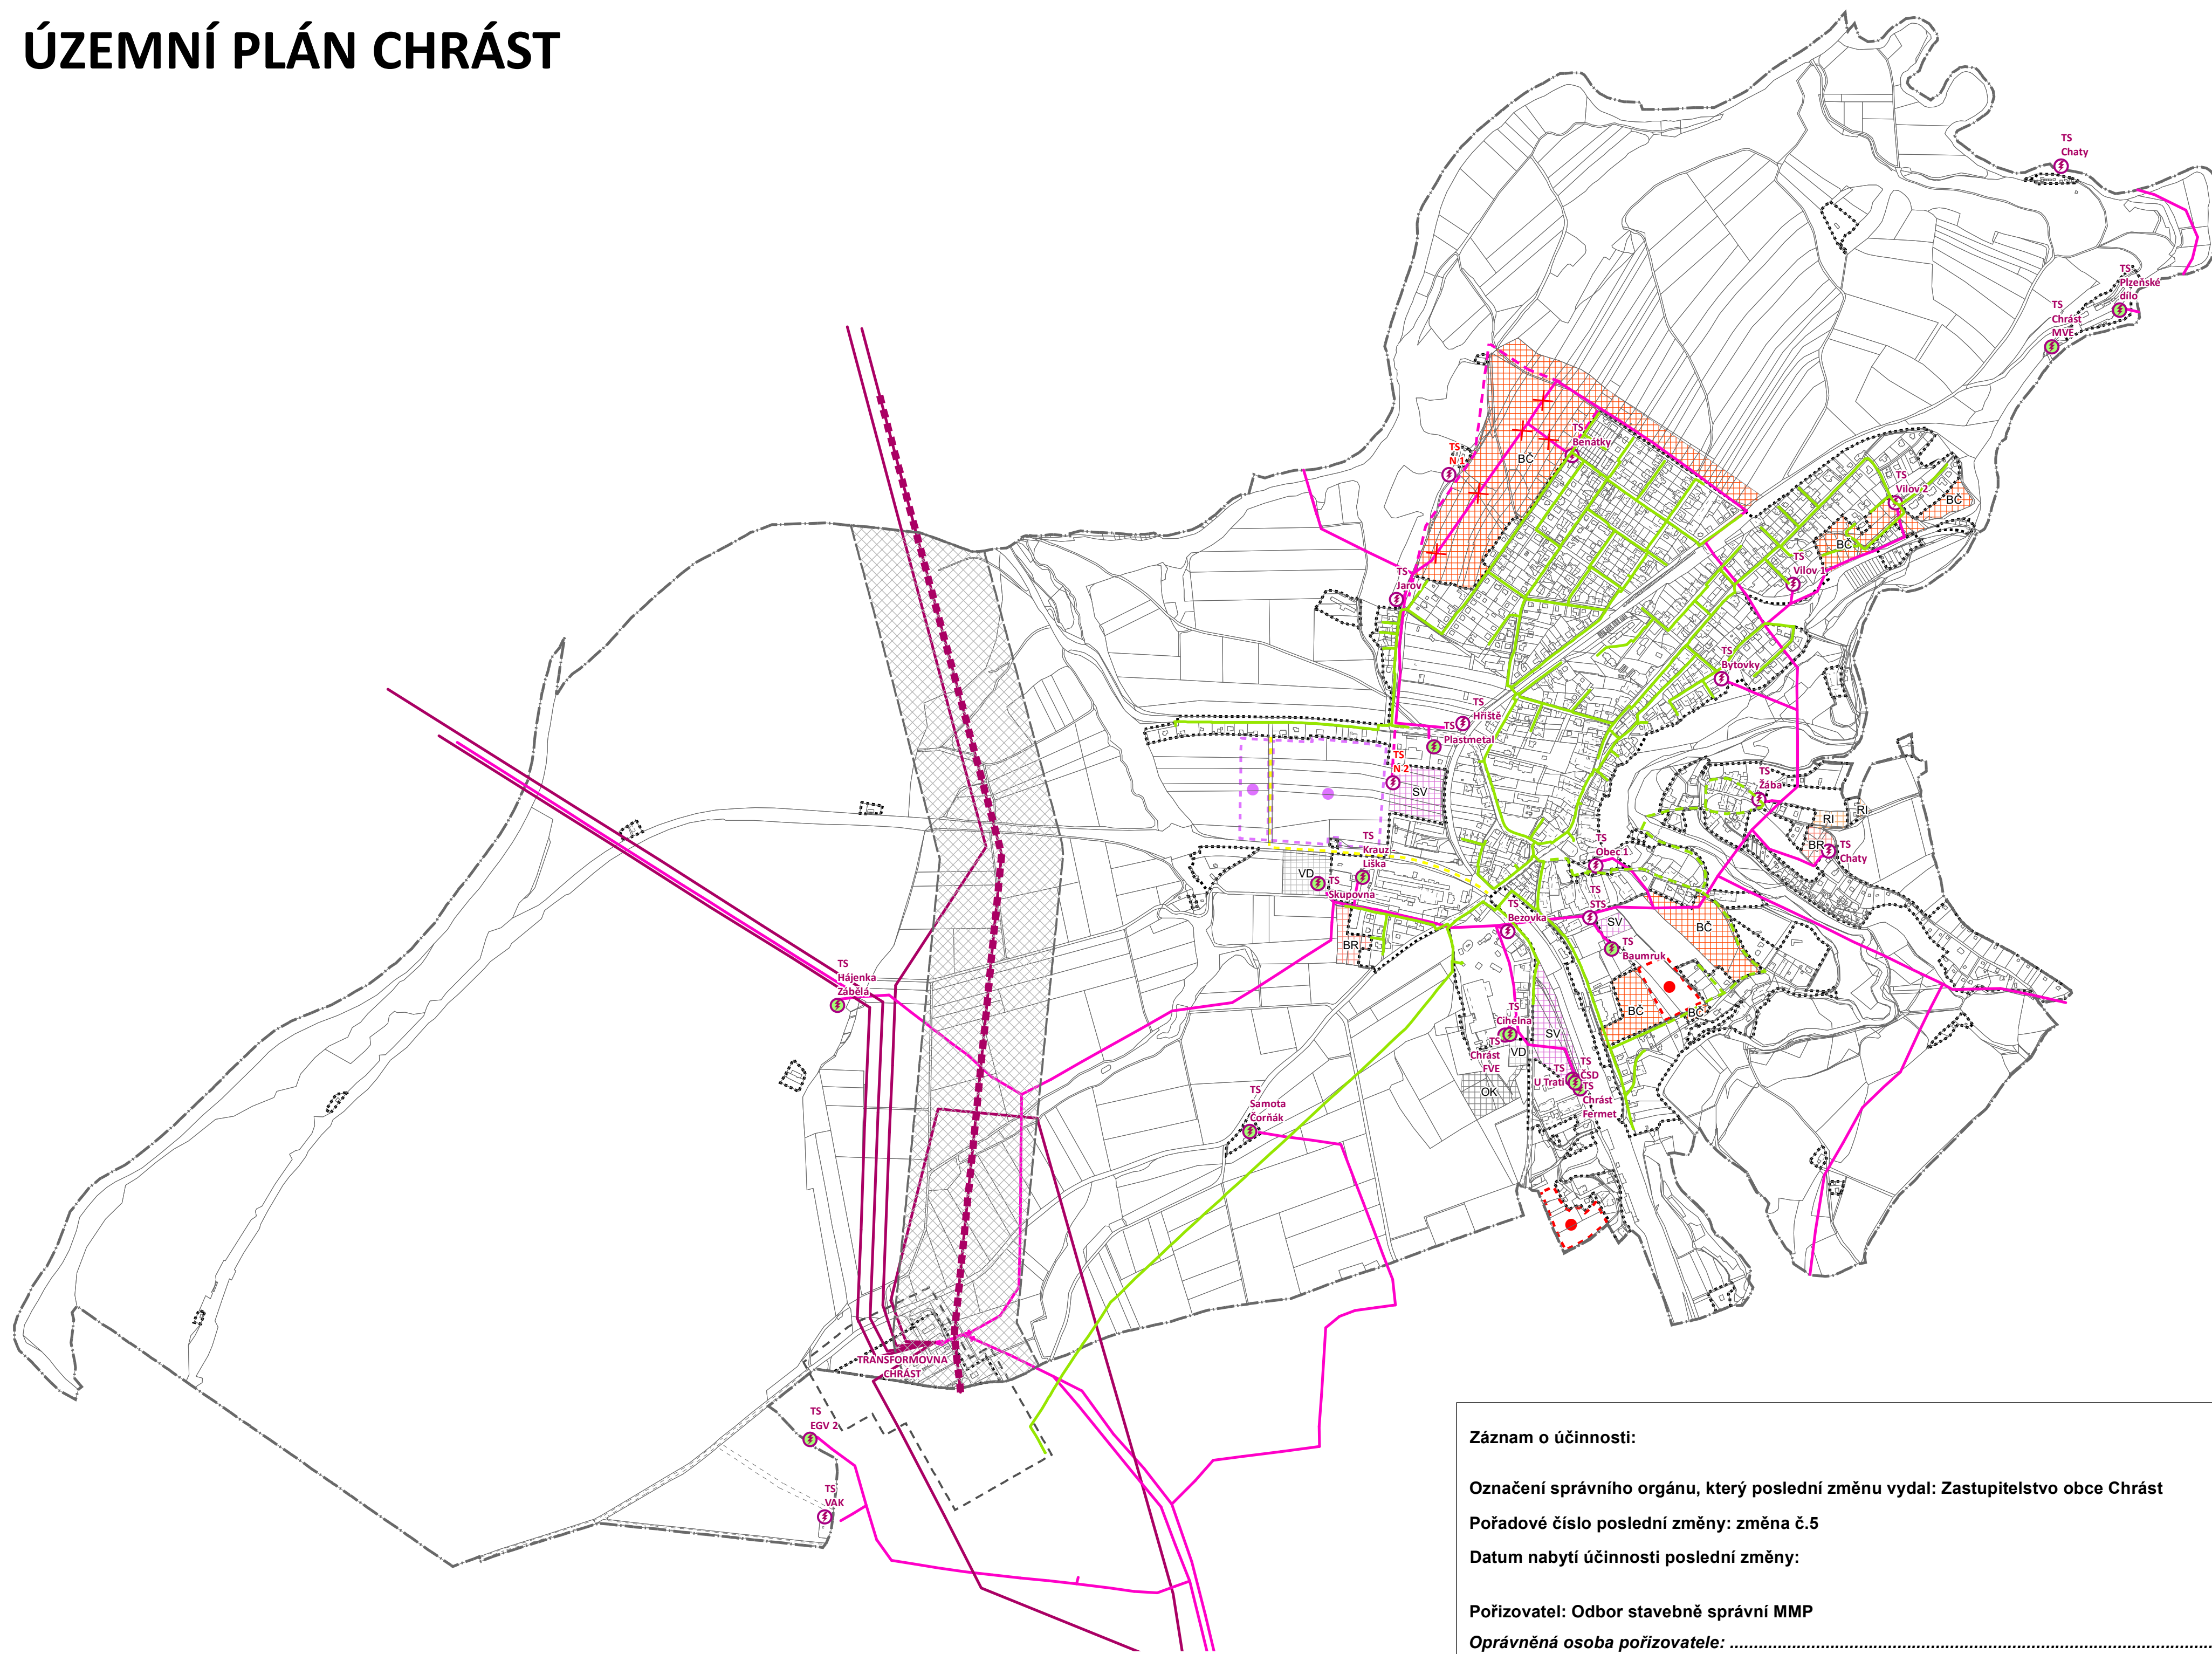 ÚZEMNÍ PLÁN CHRÁST
TS
Chaty
TS
Plzeňské
dílo
TS
Chrást
MVE
TS
Benátky
BČ
TS
N 1
TS
Vilov 2
BČ
BČ
TS
Vilov 1
TS
Jarov
TS
Bytovky
TS
Hřiště
TS
Plastmetal
TS
N 2
SV
TS
Žába
RI
RI
BR
TS
Chaty
TS
Krauz -
Liška
TS
Obec 1
VD
TS
Skupovna
TS
STS
TS
Bezovka
SV
BČ
BR
TS
Baumruk
TS
Hájenka
Zábělá
BČ
BČ
TS
Cihelna
SV
TS
Chrást
FVE
VD
TS
ČSD
TS
U Trati
TS
Chrást
Fermet
OK
TS
Samota
Čorňák
TRANSFORMOVNA
CHRÁST
TS
EGV 2
TS
VAK
Záznam o účinnosti:
Označení správního orgánu, který poslední změnu vydal: Zastupitelstvo obce Chrást
Pořadové číslo poslední změny: změna č.5
Datum nabytí účinnosti poslední změny:
Pořizovatel: Odbor stavebně správní MMP
Oprávněná osoba pořizovatele: ........................................................................................................